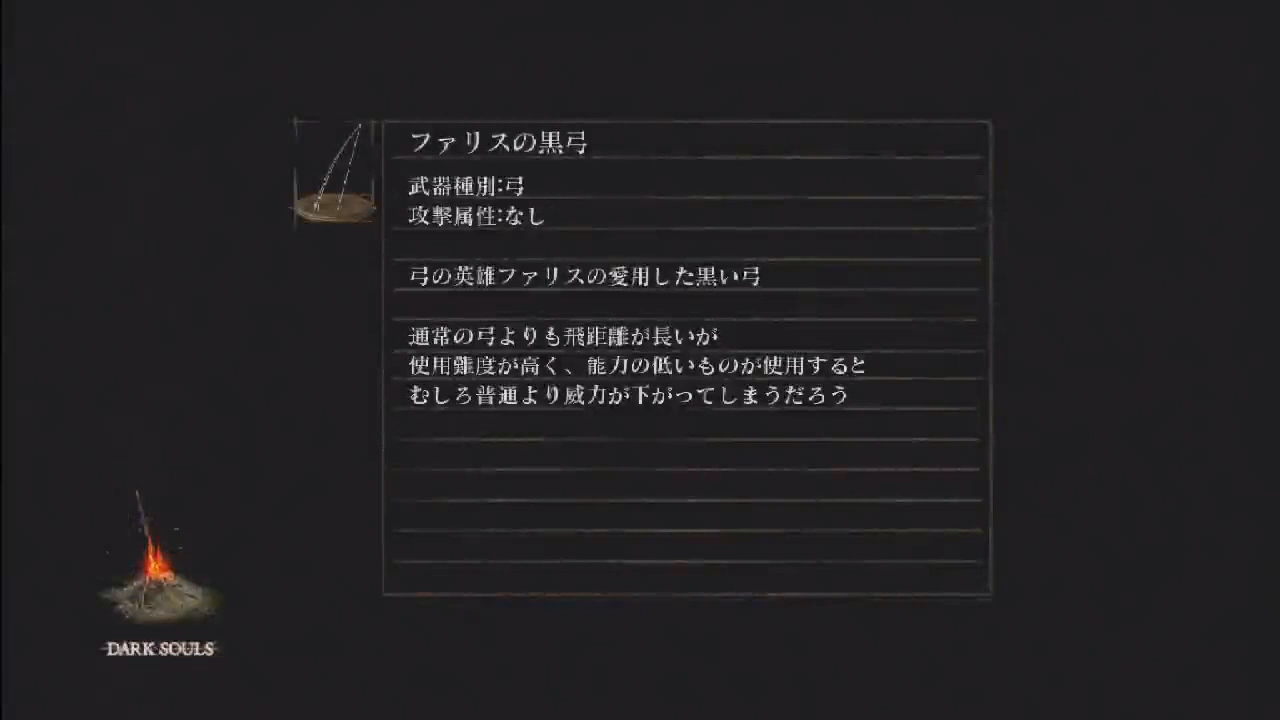 ファリスの黒弓
武器種別:弓
攻撃属性:なし
弓の英雄ファリスの愛用した黒い弓
通常の弓よりも飛距離が長いが
使用難度が高く、能力の低いものが使用すると
むしろ普通より威力が下がってしまうだろう
DARK SOULS